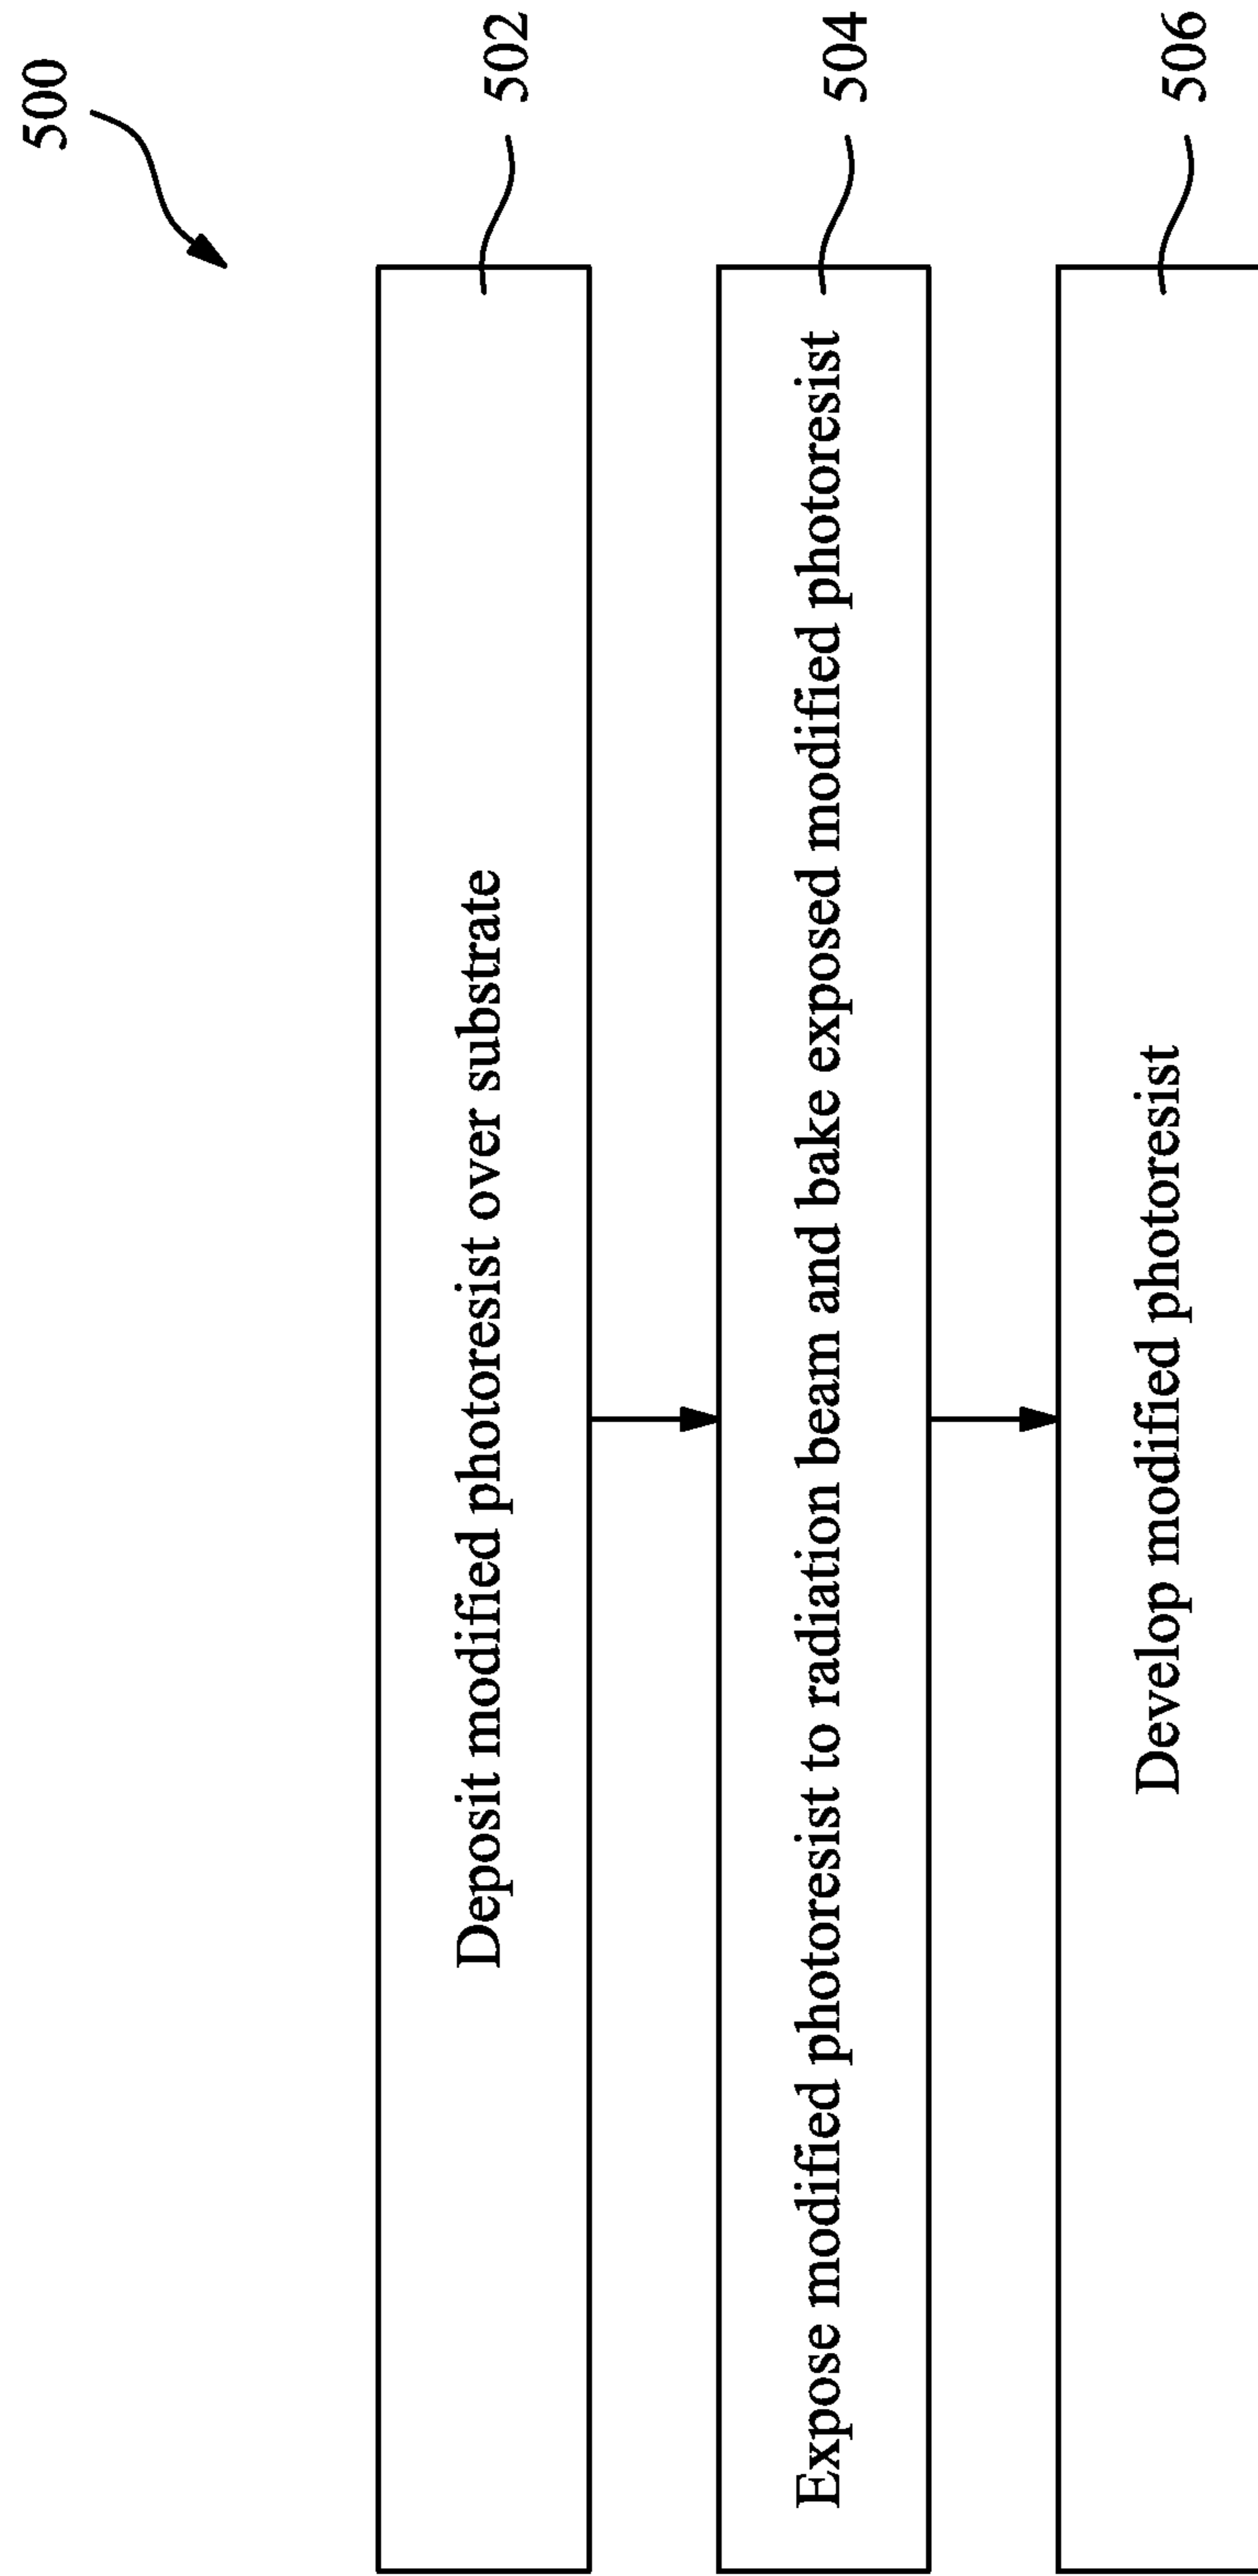 500
Deposit modified photoresist over substrate
502
Expose modified photoresist to radiation beam and bake exposed modified photoresist
504
Develop modified photoresist
506